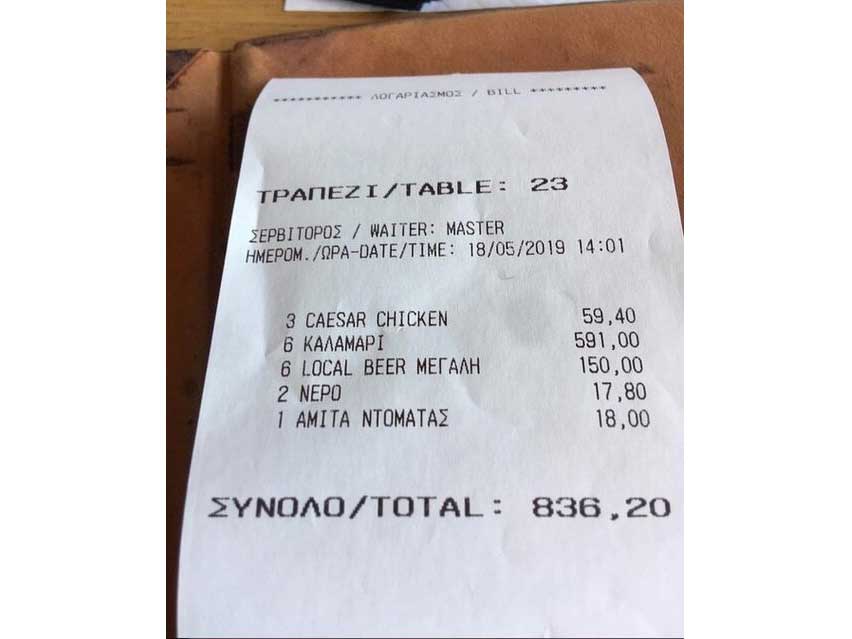 *********** ΛΟΓΑΡΙΑΣΜΟΣ / BILL *********
ΤΡΑΠΕΖΙ/TABLE: 23
ΣΕΡΒΙΤΟΡΟΣ / WAITER: MASTER
ΗΜΕΡΟΜ./ΩΡΑ-DATE/TIME: 18/05/2019 14:01
3 CAESAR CHICKEN 59,40
6 ΚΑΛΑΜΑΡΙ 591,00
6 LOCAL BEER ΜΕΓΑΛΗ 150,00
2 ΝΕΡΟ 17,80
1 ΑΜΙΤΑ ΝΤΟΜΑΤΑΣ 18,00
ΣΥΝΟΛΟ/TOTAL: 836,20